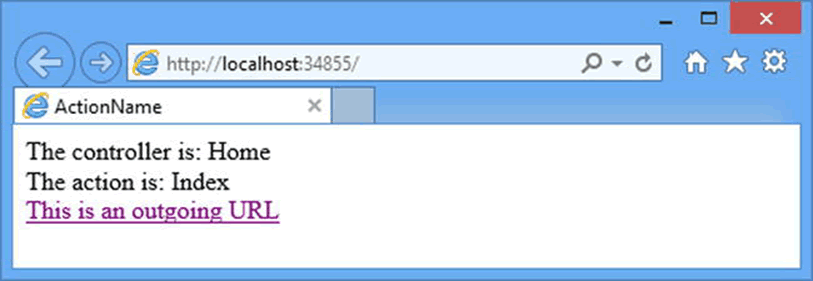 http://localhost:34855/
ActionName
The controller is: Home
The action is: Index
This is an outgoing URL